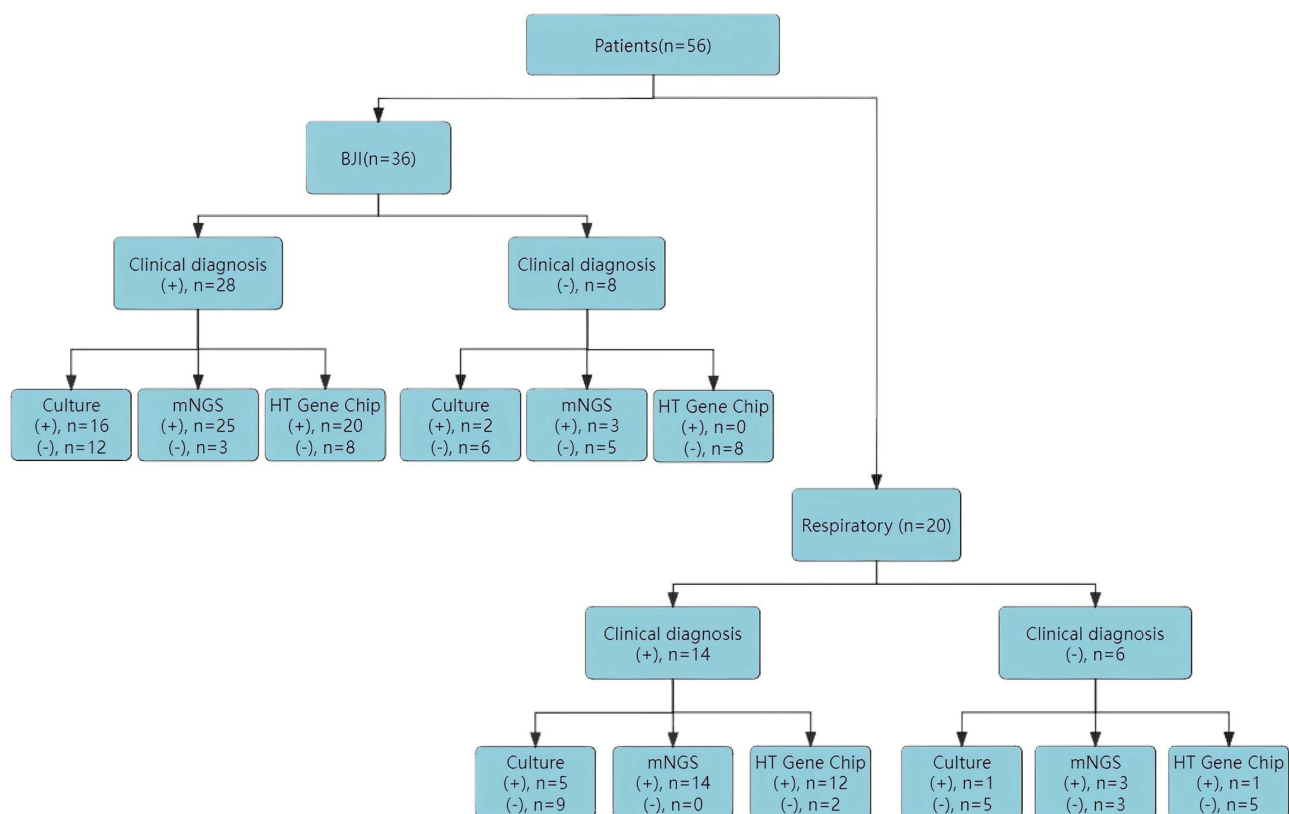 Patients(n=56)
BJI(n=36)
Clinical diagnosis
(+), n=28
Clinical diagnosis
(-), n=8
Culture
(+), n=16
(-), n=12
mNGS
(+), n=25
(-), n=3
HT Gene Chip
(+), n=20
(-), n=8
Culture
(+), n=2
(-), n=6
mNGS
(+), n=3
(-), n=5
HT Gene Chip
(+), n=0
(-), n=8
Respiratory (n=20)
Clinical diagnosis
(+), n=14
Clinical diagnosis
(-), n=6
Culture
(+), n=5
(-), n=9
mNGS
(+), n=14
(-), n=0
HT Gene Chip
(+), n=12
(-), n=2
Culture
(+), n=1
(-), n=5
mNGS
(+), n=3
(-), n=3
HT Gene Chip
(+), n=1
(-), n=5